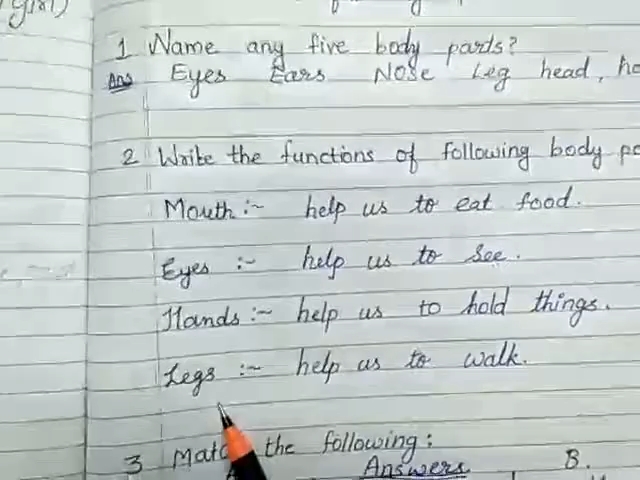 1 Name any five body parts?
Ans Eyes Ears Nose Leg head,
2 Write the functions of following body
Mouth :- help us to eat food.
Eyes :- help us to see.
Hands :- help us to hold things.
Legs :- help us to walk.
3 the following:
Answers B.